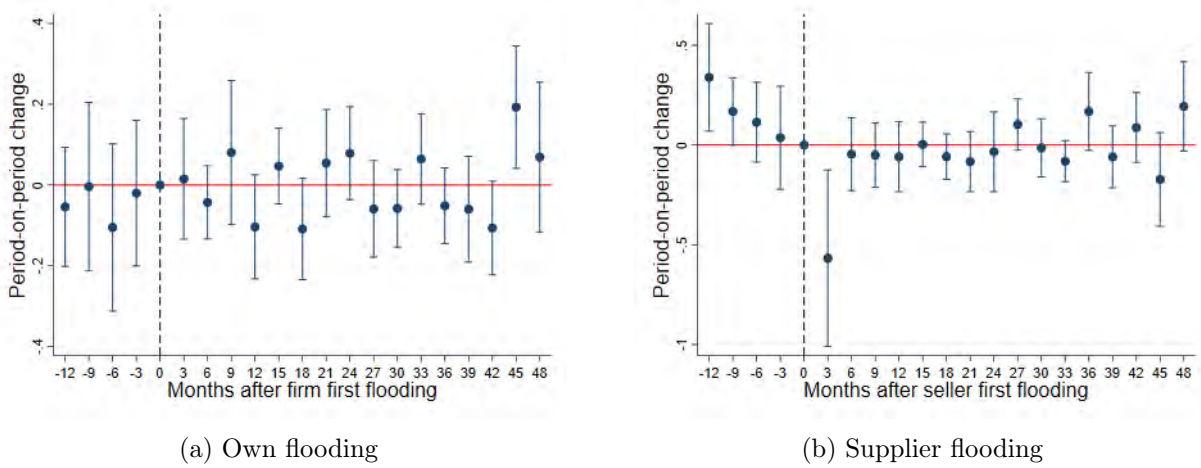 Period-on-period change
.4
.2
0
-.2
-.4
-12 -9 -6 -3 0 3 6 9 12 15 18 21 24 27 30 33 36 39 42 45 48
Months after firm first flooding
(a) Own flooding
Period-on-period change
.5
0
-.5
-1
-12 -9 -6 -3 0 3 6 9 12 15 18 21 24 27 30 33 36 39 42 45 48
Months after seller first flooding
(b) Supplier flooding